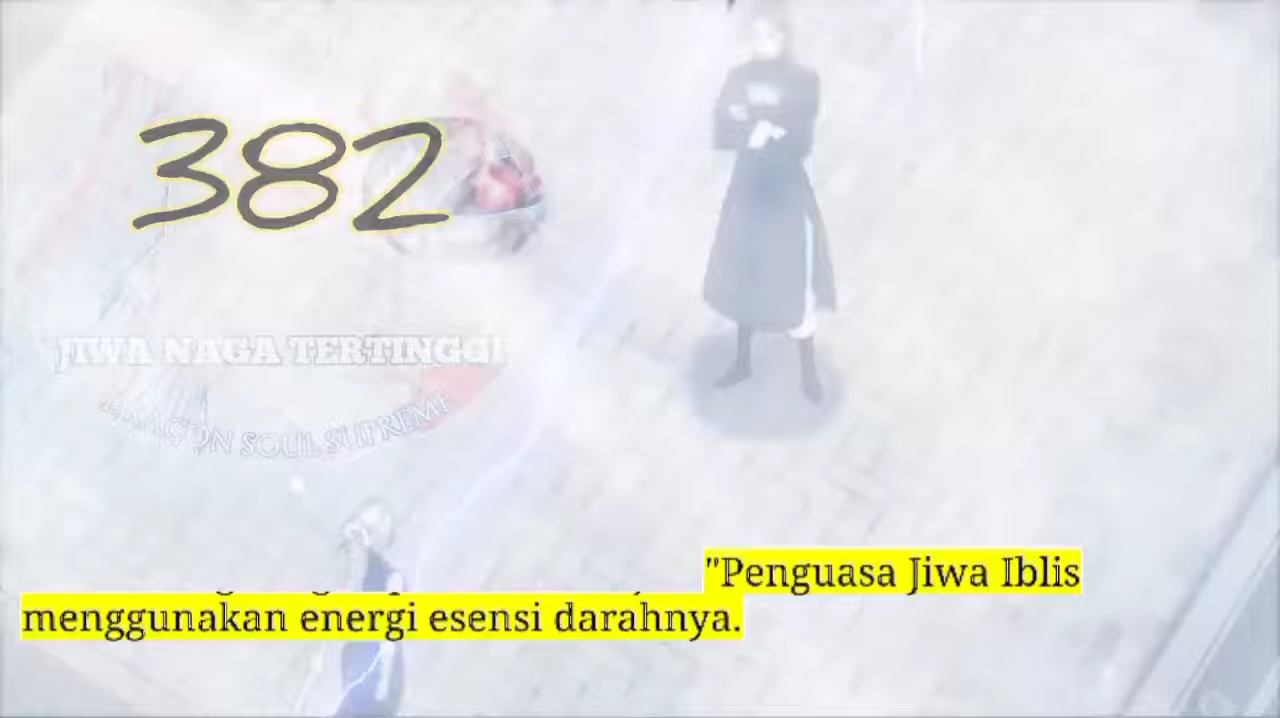 382
JIWA NAGA TERTINGGI
DRAGON SOUL SUPREME
"Penguasa Jiwa Iblis
menggunakan energi esensi darahnya.